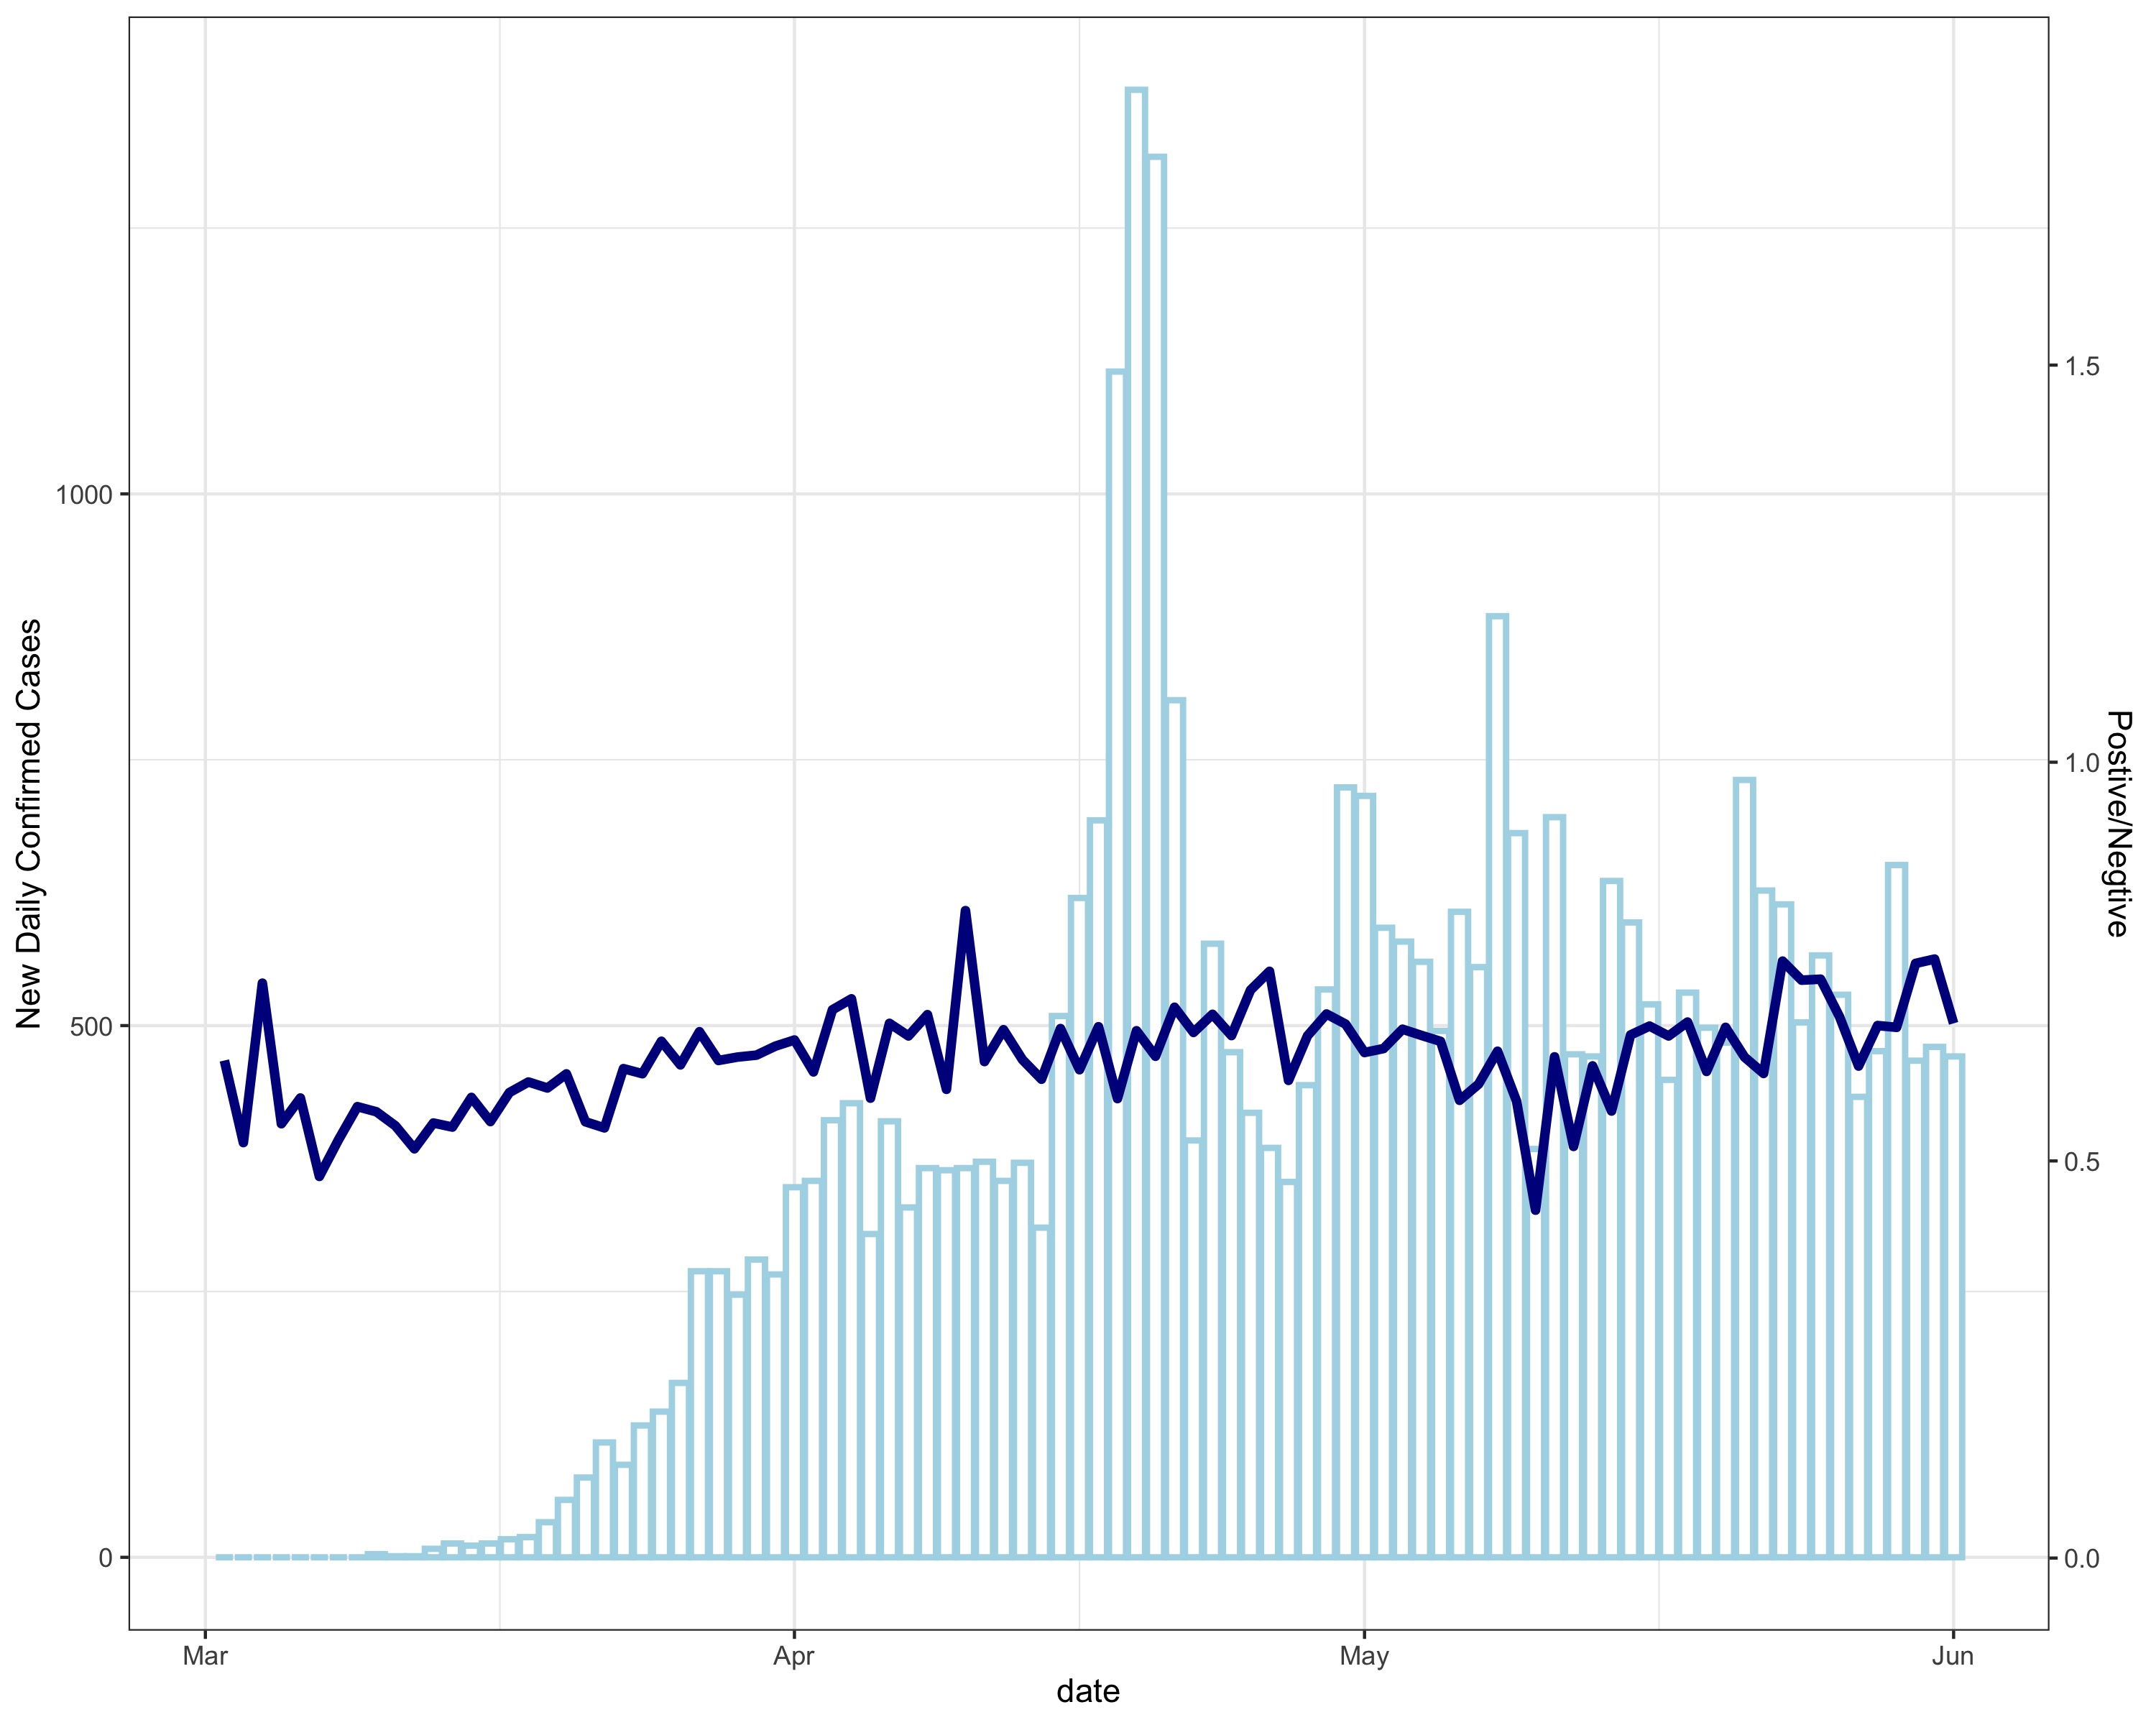 New Daily Confirmed Cases
1000
500
0
1.5
1.0
0.5
0.0
Postive/Negtive
Mar
Apr
May
Jun
date